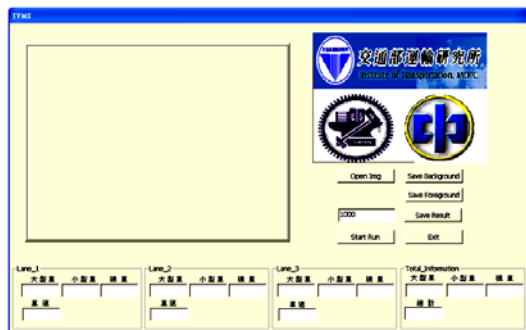 TVMS
交通部運輸研究所
Institute of Transportation, MOTC
Open Img
Save Background
Save Foreground
1000
Save Result
Start Run
Exit
Lane_1
大型車 小型車 機車
車速
Lane_2
大型車 小型車 機車
車速
Lane_3
大型車 小型車 機車
車速
Total_Information
大型車 小型車 機車
總計